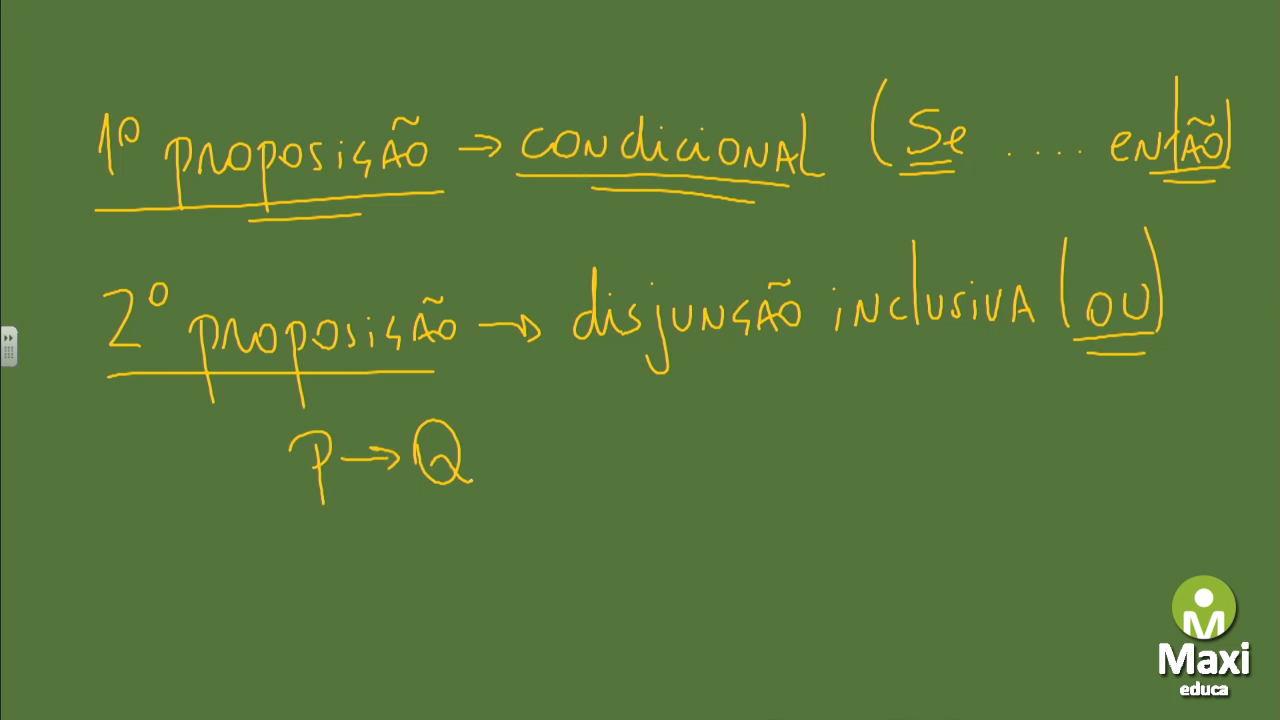 1º proposição → condicional (Se .... então)
2º proposição → disjunção inclusiva (ou)
P → Q
M
Maxi
educa